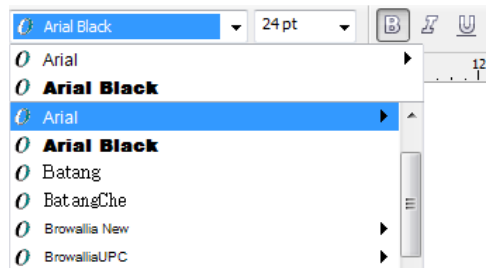 Arial Black 24 pt B I U
Arial 12
Arial Black
Arial
Arial Black
Batang
BatangChe
Browallia New
BrowalliaUPC